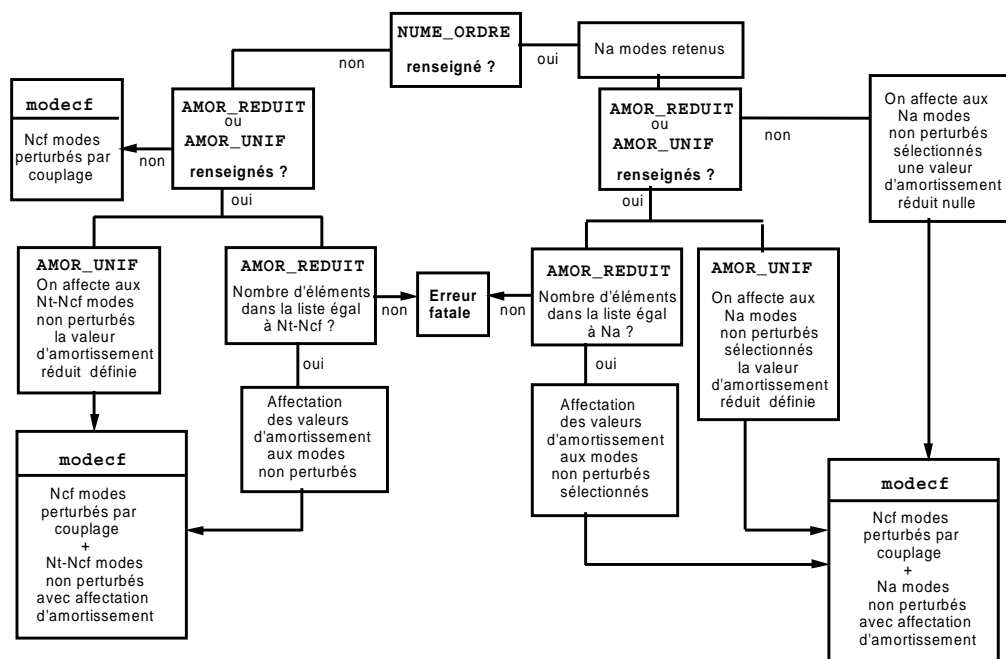 NUME_ORDRE
renseigné ?
non
oui
Na modes retenus
modecf
Ncf modes
perturbés par
couplage
non
AMOR_REDUIT
ou
AMOR_UNIF
renseignés ?
oui
AMOR_REDUIT
ou
AMOR_UNIF
renseignés ?
oui
non
On affecte aux
Na modes
non perturbés
sélectionnés
une valeur
d'amortissement
réduit nulle
AMOR_UNIF
On affecte aux
Nt-Ncf modes
non perturbés
la valeur
d'amortissement
réduit définie
AMOR_REDUIT
Nombre d'éléments
dans la liste égal
à Nt-Ncf ?
non
oui
Erreur
fatale
non
AMOR_REDUIT
Nombre d'éléments
dans la liste égal
à Na ?
oui
AMOR_UNIF
On affecte aux
Na modes
non perturbés
sélectionnés
la valeur
d'amortissement
réduit définie
Affectation
des valeurs
d'amortissement
aux modes
non perturbés
Affectation
des valeurs
d'amortissement
aux modes
non perturbés
sélectionnés
modecf
Ncf modes
perturbés par
couplage
+
Nt-Ncf modes
non perturbés
avec affectation
d'amortissement
modecf
Ncf modes
perturbés par
couplage
+
Na modes
non perturbés
avec affectation
d'amortissement